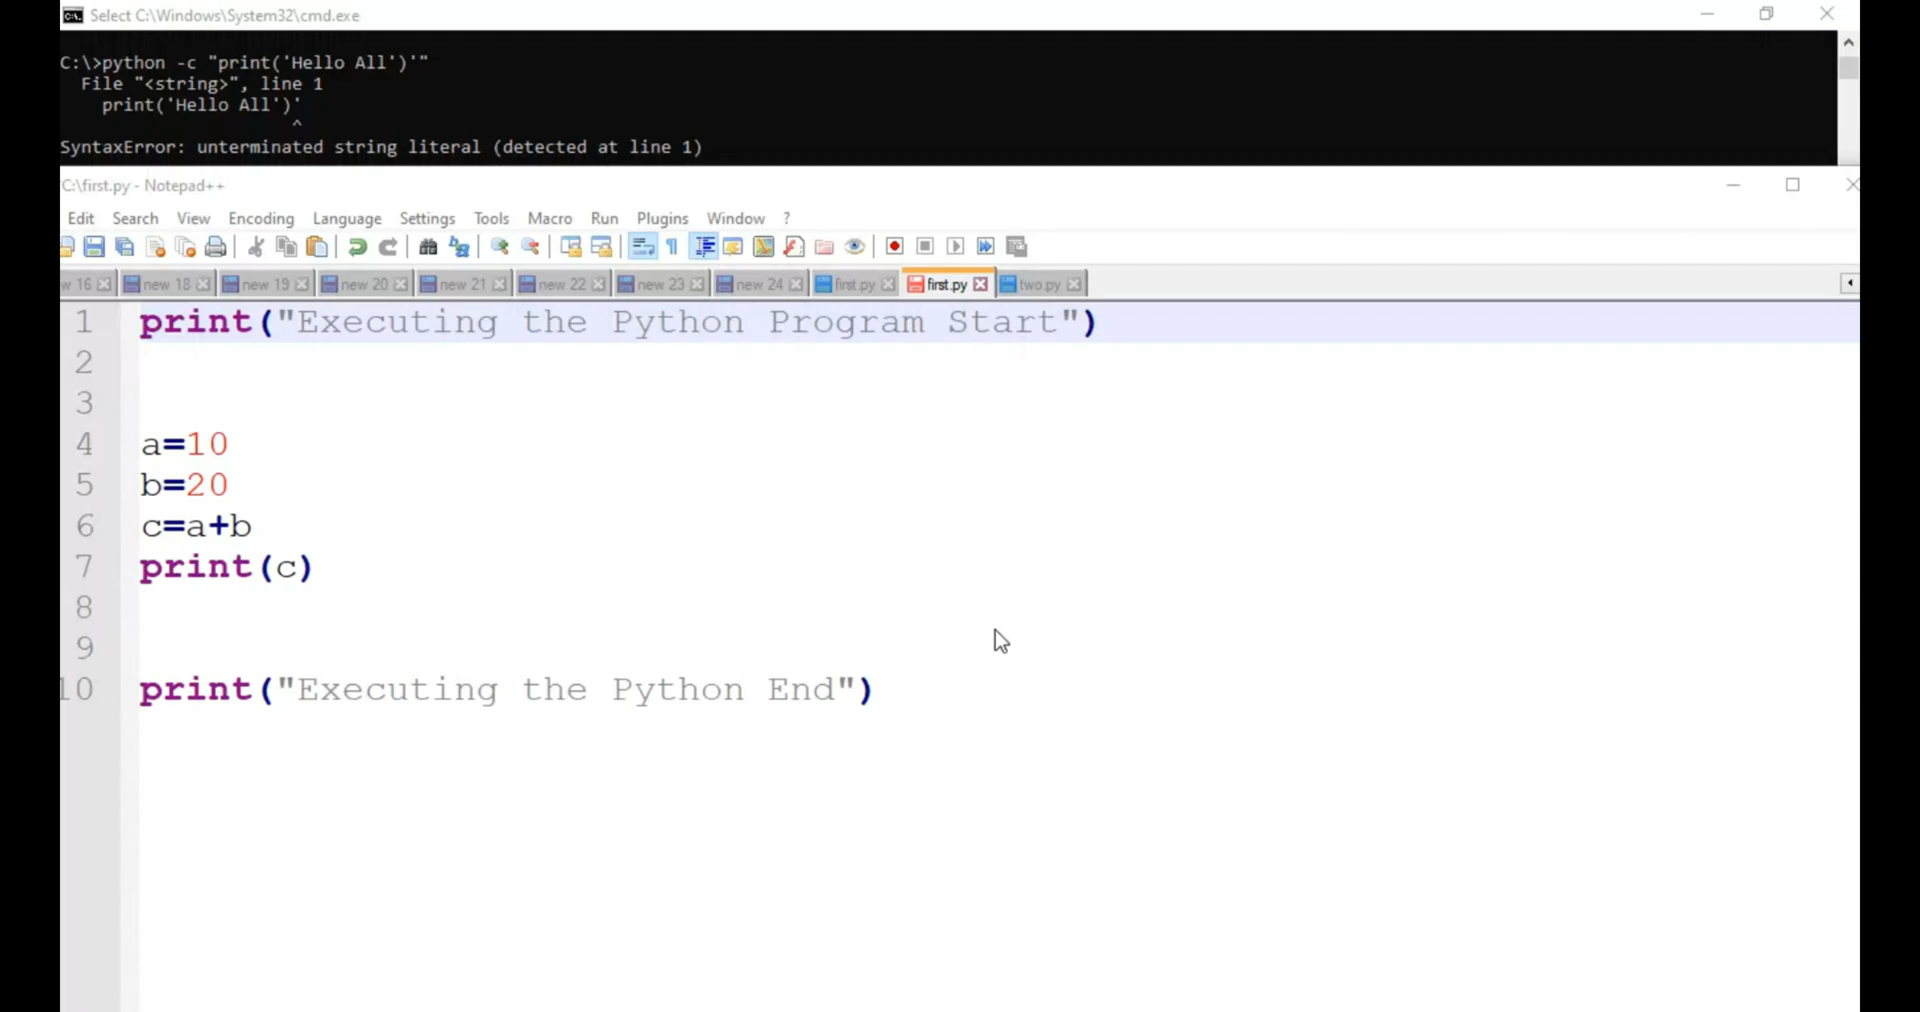 Select C:\Windows\System32\cmd.exe
C:\>python -c "print('Hello All')'"
File "<string>", line 1
print('Hello All')'
^
SyntaxError: unterminated string literal (detected at line 1)
C:\first.py - Notepad++
Edit Search View Encoding Language Settings Tools Macro Run Plugins Window ?
w 16 new 18 new 19 new 20 new 21 new 22 new 23 new 24 first.py first.py two.py
1 print("Executing the Python Program Start")
2
3
4 a=10
5 b=20
6 c=a+b
7 print(c)
8
9
10 print("Executing the Python End")